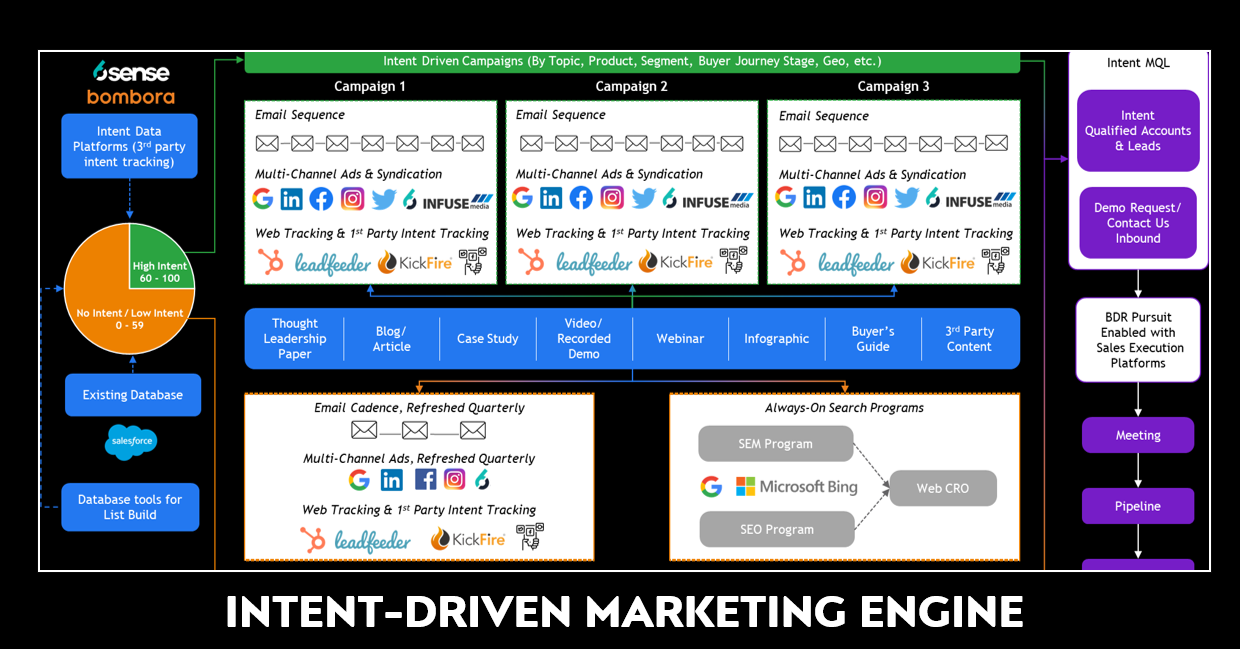 6sense
bombora
Intent Data
Platforms (3rd party
intent tracking)
High Intent
60 - 100
No Intent / Low Intent
0 - 59
Existing Database
salesforce
Database tools for
List Build
Intent Driven Campaigns (By Topic, Product, Segment, Buyer Journey Stage, Geo, etc.)
Campaign 1
Email Sequence
Multi-Channel Ads & Syndication
INFUSE
media
Web Tracking & 1st Party Intent Tracking
leadfeeder
KickFire
Campaign 2
Email Sequence
Multi-Channel Ads & Syndication
INFUSE
media
Web Tracking & 1st Party Intent Tracking
leadfeeder
KickFire
Campaign 3
Email Sequence
Multi-Channel Ads & Syndication
INFUSE
media
Web Tracking & 1st Party Intent Tracking
leadfeeder
KickFire
Thought
Leadership
Paper
Blog/
Article
Case Study
Video/
Recorded
Demo
Webinar
Infographic
Buyer's
Guide
3rd Party
Content
Email Cadence, Refreshed Quarterly
Multi-Channel Ads, Refreshed Quarterly
Web Tracking & 1st Party Intent Tracking
leadfeeder
KickFire
Always-On Search Programs
SEM Program
Microsoft Bing
SEO Program
Web CRO
Intent MQL
Intent
Qualified Accounts
& Leads
Demo Request/
Contact Us
Inbound
BDR Pursuit
Enabled with
Sales Execution
Platforms
Meeting
Pipeline
INTENT-DRIVEN MARKETING ENGINE